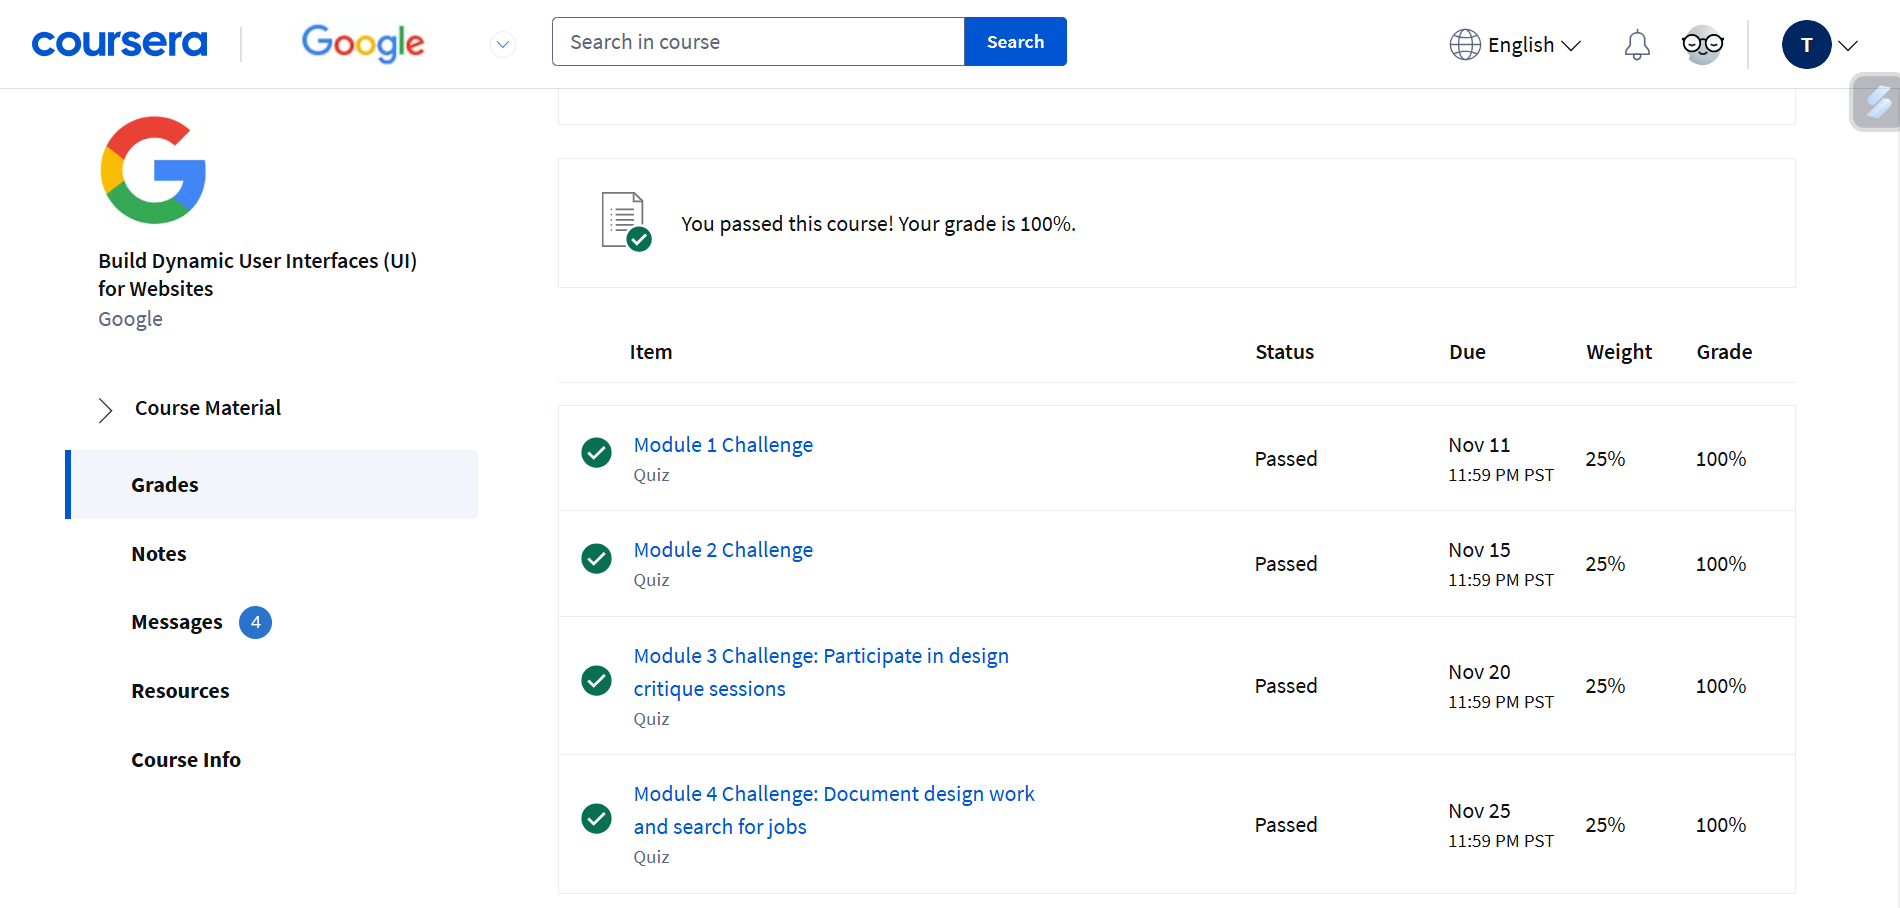 coursera
Google
Search in course
Search
English
T
Build Dynamic User Interfaces (UI)
for Websites
Google
Course Material
Grades
Notes
Messages 4
Resources
Course Info
You passed this course! Your grade is 100%.
Item Status Due Weight Grade
Module 1 Challenge
Quiz
Passed
Nov 11
11:59 PM PST
25%
100%
Module 2 Challenge
Quiz
Passed
Nov 15
11:59 PM PST
25%
100%
Module 3 Challenge: Participate in design
critique sessions
Quiz
Passed
Nov 20
11:59 PM PST
25%
100%
Module 4 Challenge: Document design work
and search for jobs
Quiz
Passed
Nov 25
11:59 PM PST
25%
100%